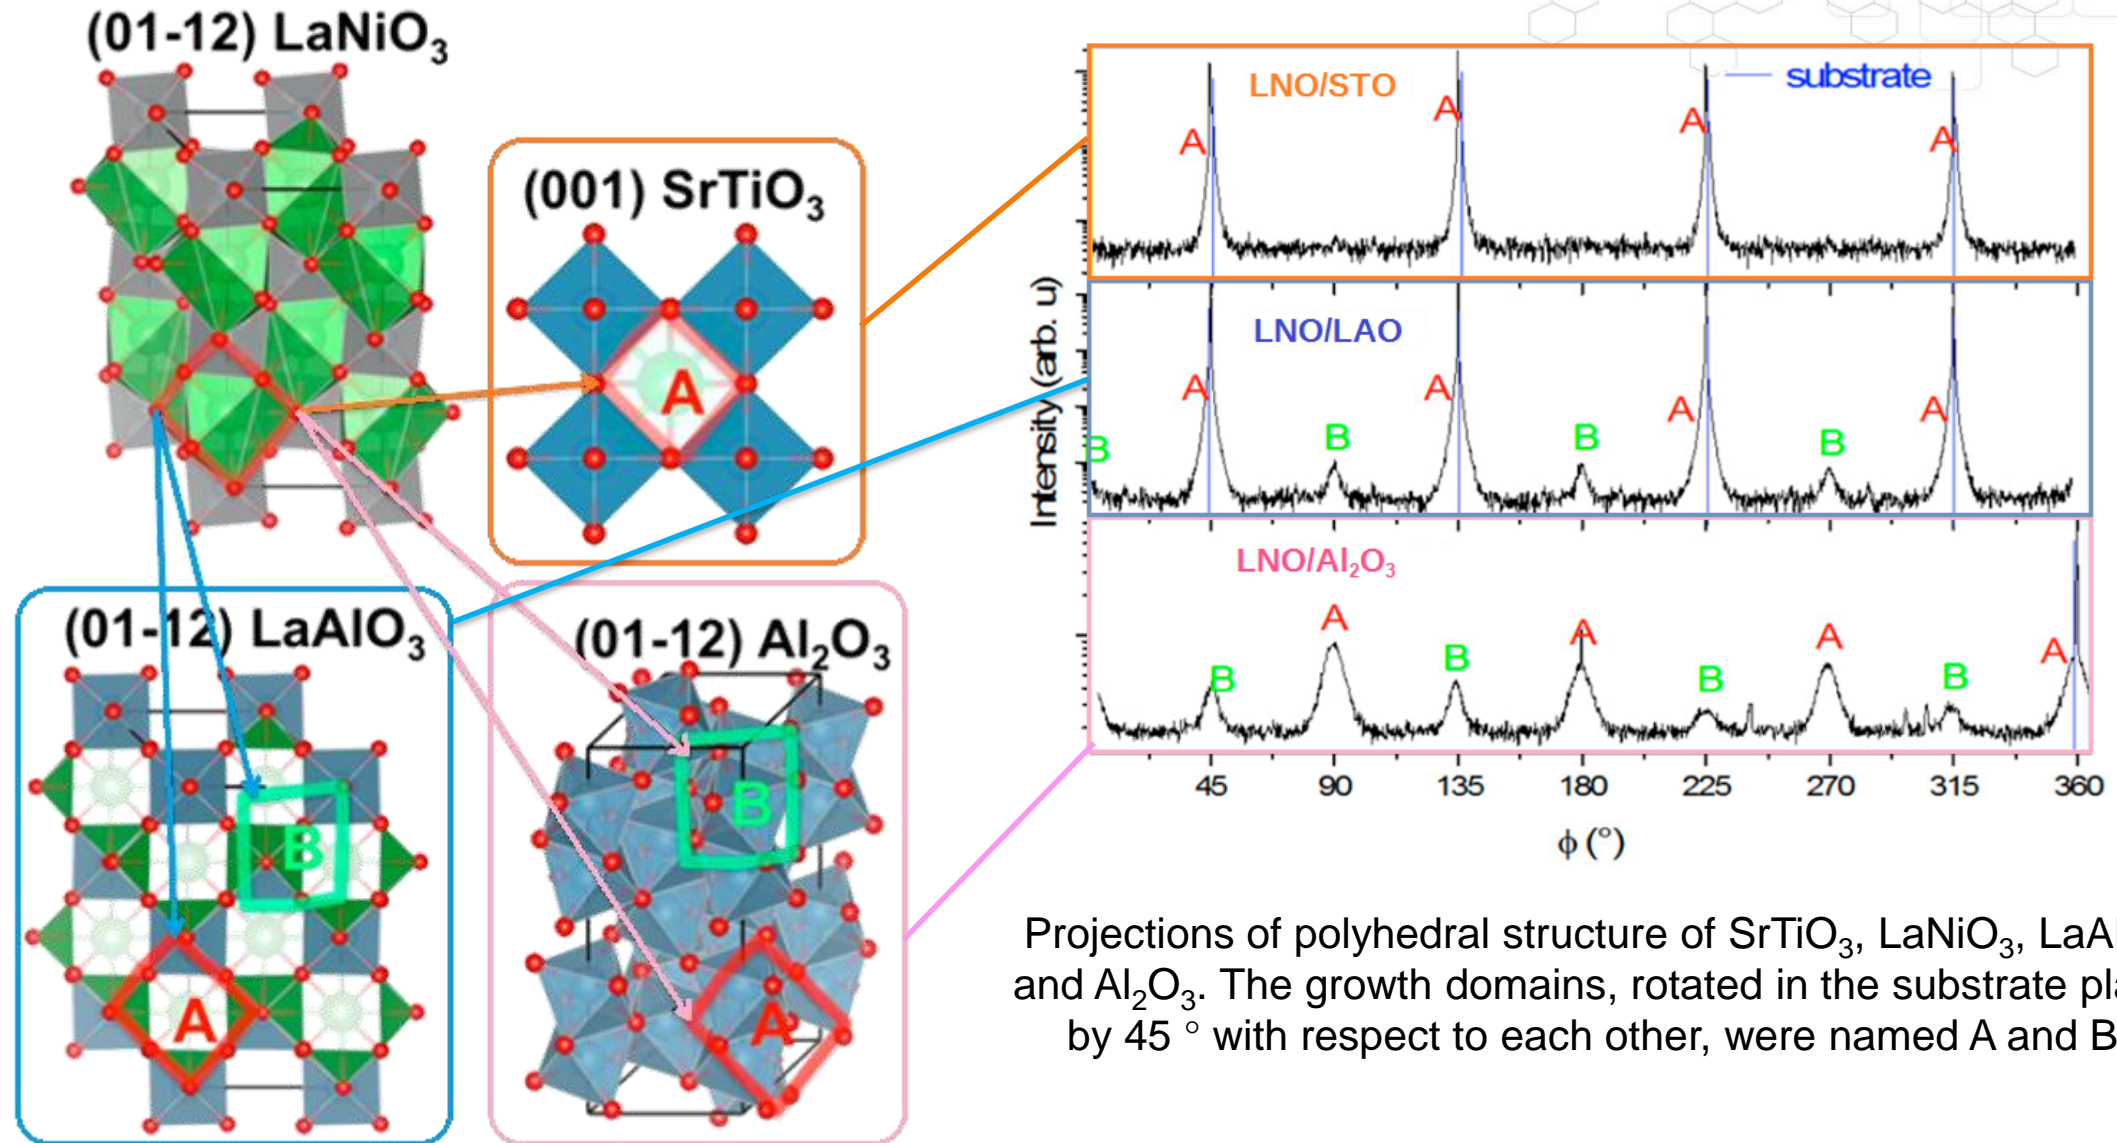 (01-12) LaNiO₃
(001) SrTiO₃
A
(01-12) LaAlO₃
B
A
(01-12) Al₂O₃
B
A
Intensity (arb. u)
LNO/STO
substrate
A A A A
LNO/LAO
A A A A
B B B B
LNO/Al₂O₃
A A A A
B B B B
45 90 135 180 225 270 315 360
ϕ (°)
Projections of polyhedral structure of SrTiO₃, LaNiO₃,
and Al₂O₃. The growth domains, rotated in the substrate
by 45 ° with respect to each other, were named A and B